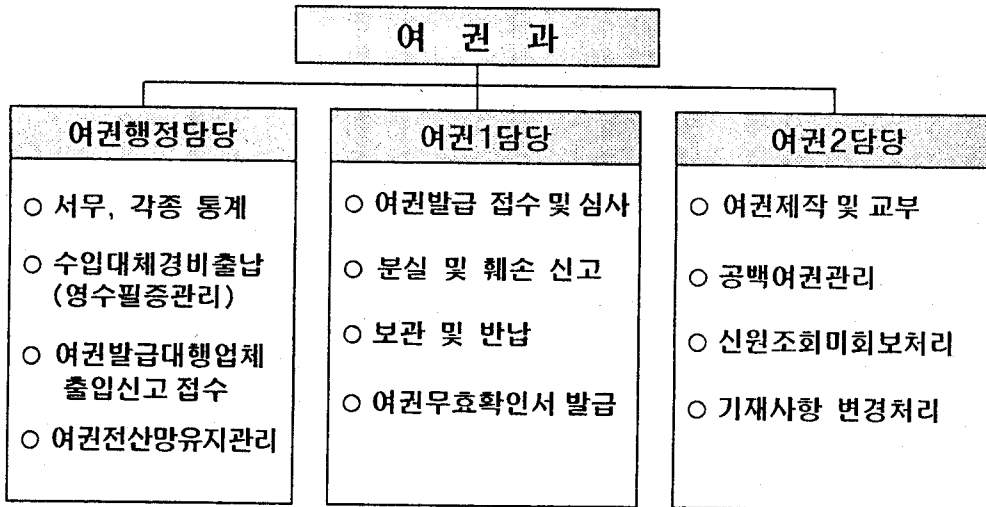 여 권 과
여권행정담당
○ 서무, 각종 통계
○ 수입대체경비출납
(영수필증관리)
○ 여권발급대행업체
출입신고 접수
○ 여권전산망유지관리
여권1담당
○ 여권발급 접수 및 심사
○ 분실 및 훼손 신고
○ 보관 및 반납
○ 여권무효확인서 발급
여권2담당
○ 여권제작 및 교부
○ 공백여권관리
○ 신원조회미회보처리
○ 기재사항 변경처리